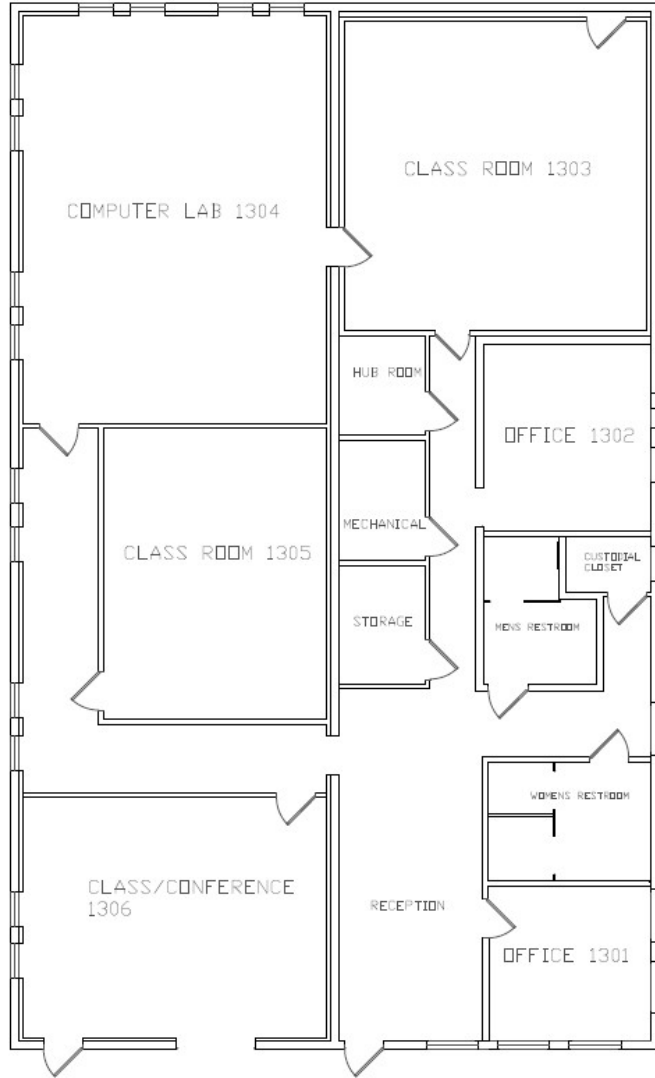 CLASS ROOM 1303
COMPUTER LAB 1304
HUB ROOM
OFFICE 1302
MECHANICAL
CLASS ROOM 1305
CUSTODIAL
CLOSET
STORAGE
MENS RESTROOM
WOMENS RESTROOM
CLASS/CONFERENCE
1306
RECEPTION
OFFICE 1301